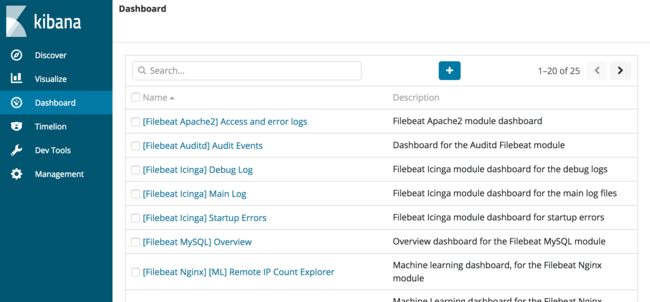 Dashboard
kibana
Discover
Visualize
Dashboard
Timelion
Dev Tools
Management
Search...
1–20 of 25
Name
Description
[Filebeat Apache2] Access and error logs
Filebeat Apache2 module dashboard
[Filebeat Auditd] Audit Events
Dashboard for the Auditd Filebeat module
[Filebeat Icinga] Debug Log
Filebeat Icinga module dashboard for the debug logs
[Filebeat Icinga] Main Log
Filebeat Icinga module dashboard for the main log files
[Filebeat Icinga] Startup Errors
Filebeat Icinga module dashboard for startup errors
[Filebeat MySQL] Overview
Overview dashboard for the Filebeat MySQL module
[Filebeat Nginx] [ML] Remote IP Count Explorer
Machine learning dashboard, for the Filebeat Nginx
module
Machine Learning dashboard for the Filebeat Nginx